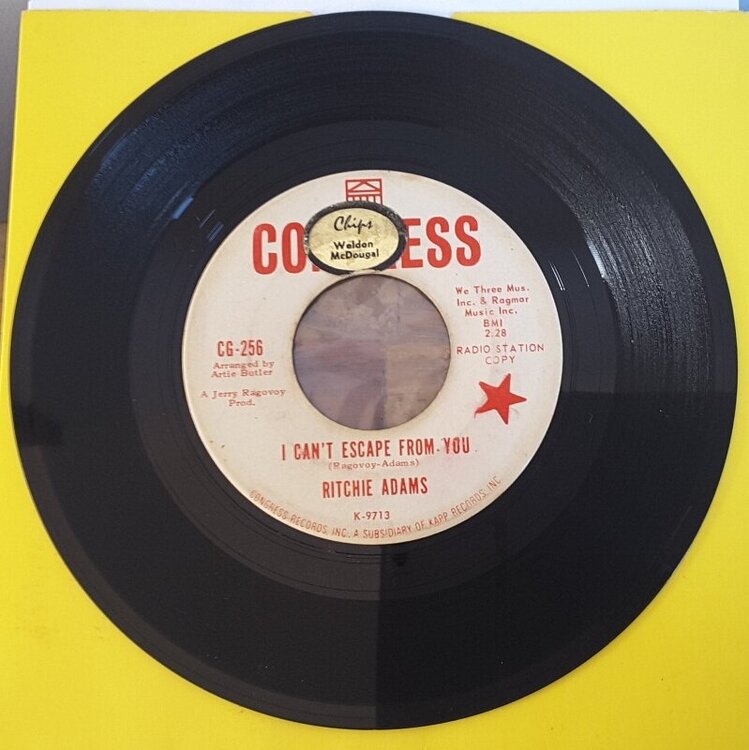 CO ESS
Chips
Weldon
McDougal
We Three Mus.
Inc. & Ragmar
Music Inc.
BMI
2:28
RADIO STATION
COPY
CG-256
Arranged by
Artie Butler
A Jerry Ragovoy
Prod.
I CAN'T ESCAPE FROM YOU
(Ragovoy-Adams)
RITCHIE ADAMS
K-9713
CONGRESS RECORDS, INC. A SUBSIDIARY OF KAPP RECORDS, INC